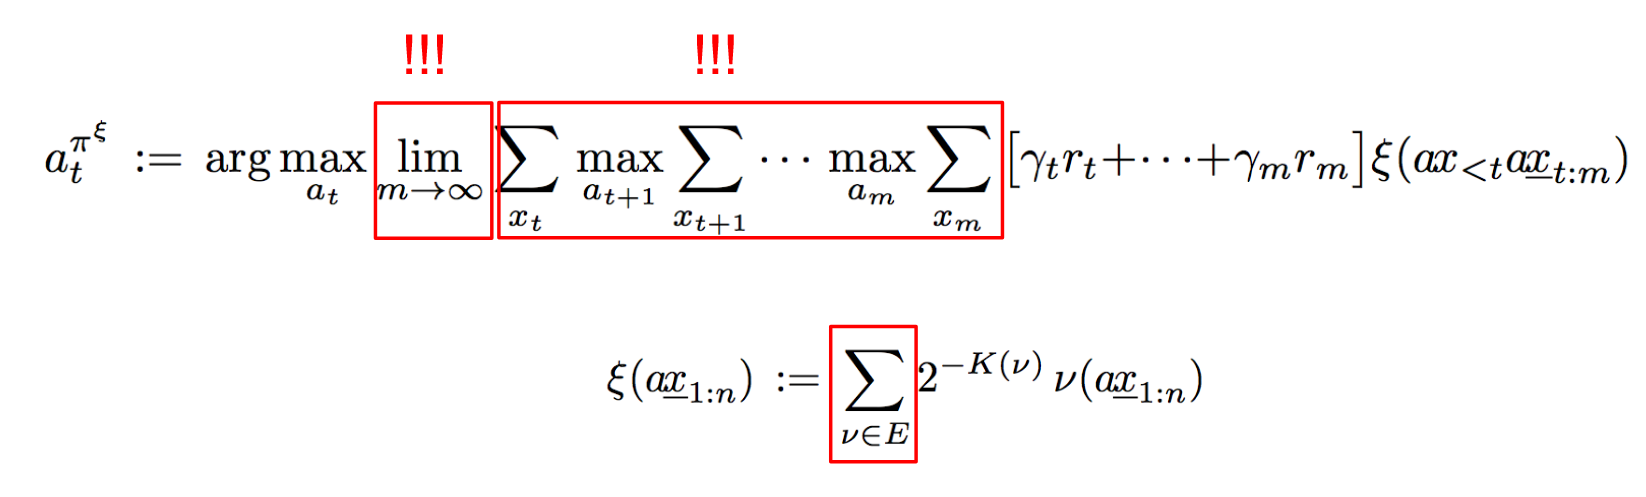 !!! !!!
a_t^{π^ξ} := arg max_{a_t} lim_{m→∞} ∑_{x_t} max_{a_{t+1}} ∑_{x_{t+1}} ⋯ max_{a_m} ∑_{x_m} [γ_t r_t + ⋯ + γ_m r_m] ξ(ax_{<t} a\underline{x}_{t:m})
ξ(a\underline{x}_{1:n}) := ∑_{ν∈E} 2^{−K(ν)} ν(a\underline{x}_{1:n})